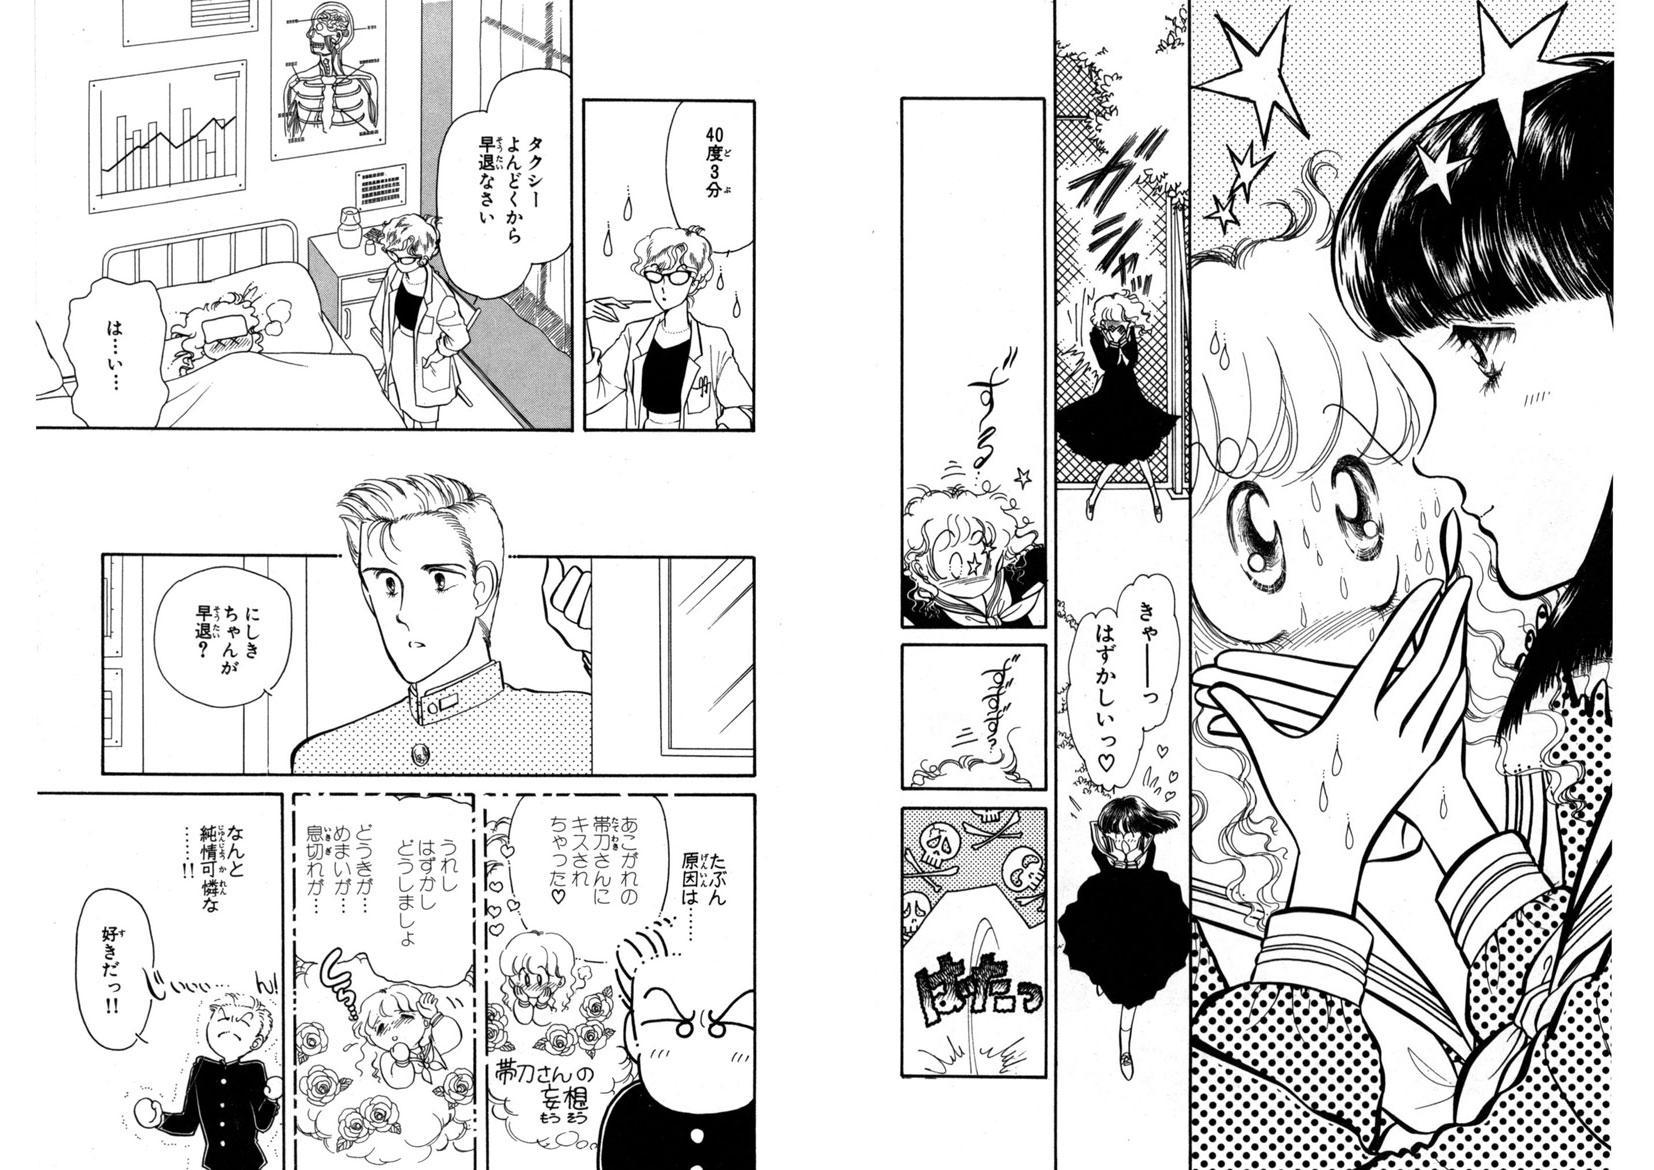 ガ
シャ
きゃーーっ
はずかしいっ♡
ずる
ずずずず…
ばたっ
40度3分
タクシー
よんどくから
早退なさい
は…い…
にしき
ちゃんが
早退?
たぶん
原因は……
あこがれの
帯刀さんに
キスされ
ちゃった♡
帯刀さんの
妄想
うれし
はずかし
どうしましょ
どうきが…
めまいが…
息切れが…
なんと
純情可憐な
……!!
じぃぃぃ…ん!
好きだっ!!